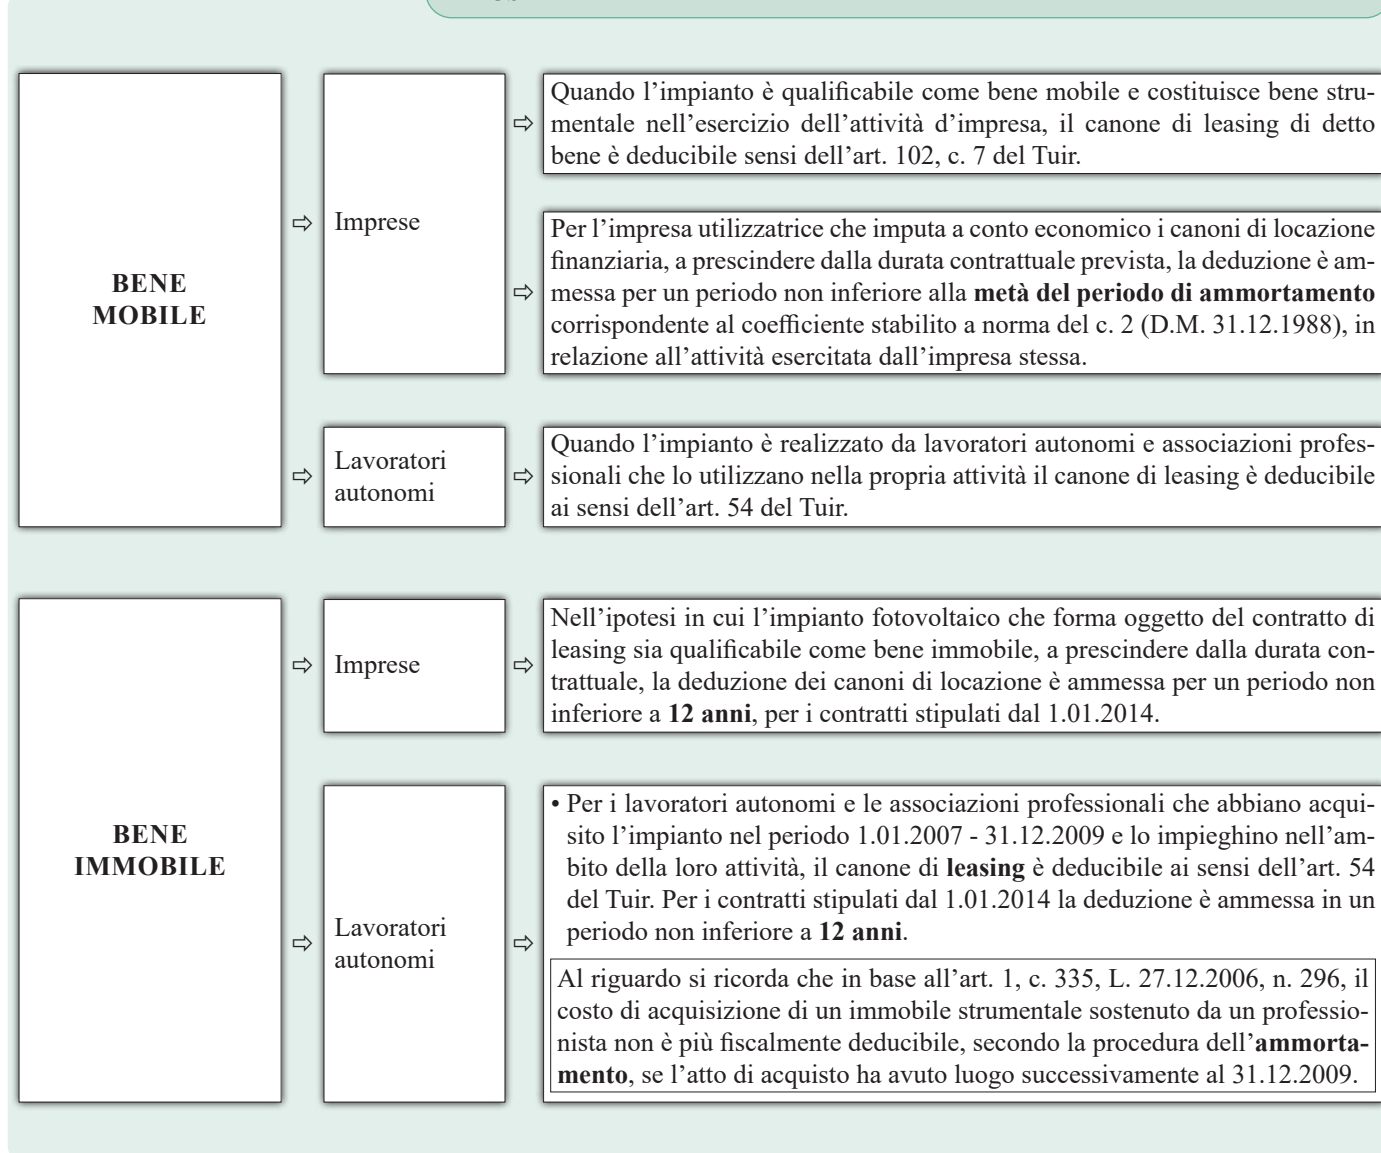 BENE
MOBILE
Imprese
Quando l’impianto è qualificabile come bene mobile e costituisce bene stru-
mentale nell’esercizio dell’attività d’impresa, il canone di leasing di detto
bene è deducibile sensi dell’art. 102, c. 7 del Tuir.
Per l’impresa utilizzatrice che imputa a conto economico i canoni di locazione
finanziaria, a prescindere dalla durata contrattuale prevista, la deduzione è am-
messa per un periodo non inferiore alla metà del periodo di ammortamento
corrispondente al coefficiente stabilito a norma del c. 2 (D.M. 31.12.1988), in
relazione all’attività esercitata dall’impresa stessa.
Lavoratori
autonomi
Quando l’impianto è realizzato da lavoratori autonomi e associazioni profes-
sionali che lo utilizzano nella propria attività il canone di leasing è deducibile
ai sensi dell’art. 54 del Tuir.
BENE
IMMOBILE
Imprese
Nell’ipotesi in cui l’impianto fotovoltaico che forma oggetto del contratto di
leasing sia qualificabile come bene immobile, a prescindere dalla durata con-
trattuale, la deduzione dei canoni di locazione è ammessa per un periodo non
inferiore a 12 anni, per i contratti stipulati dal 1.01.2014.
Lavoratori
autonomi
• Per i lavoratori autonomi e le associazioni professionali che abbiano acqui-
sito l’impianto nel periodo 1.01.2007 - 31.12.2009 e lo impieghino nell’am-
bito della loro attività, il canone di leasing è deducibile ai sensi dell’art. 54
del Tuir. Per i contratti stipulati dal 1.01.2014 la deduzione è ammessa in un
periodo non inferiore a 12 anni.
Al riguardo si ricorda che in base all’art. 1, c. 335, L. 27.12.2006, n. 296, il
costo di acquisizione di un immobile strumentale sostenuto da un professio-
nista non è più fiscalmente deducibile, secondo la procedura dell’ammorta-
mento, se l’atto di acquisto ha avuto luogo successivamente al 31.12.2009.